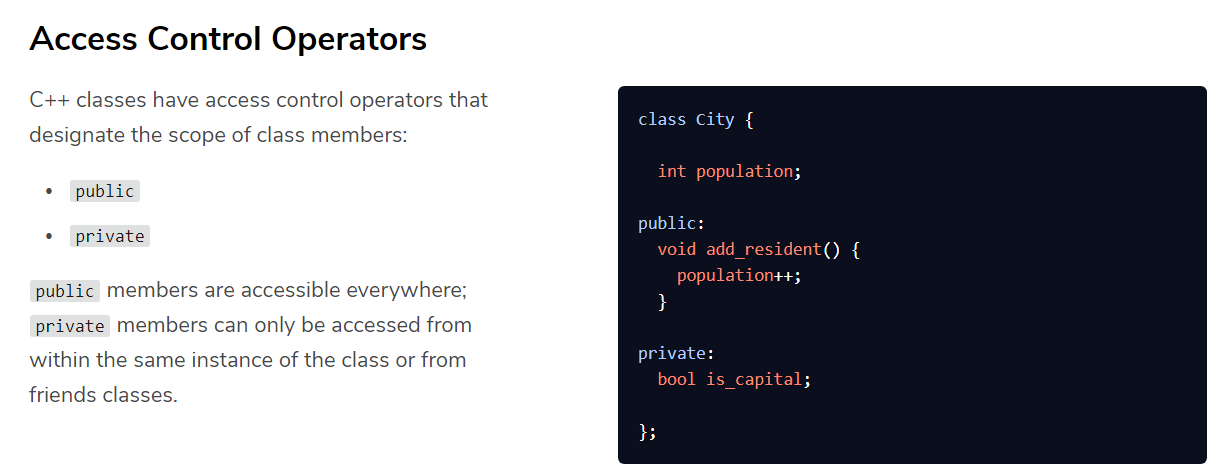 Access Control Operators
C++ classes have access control operators that
designate the scope of class members:
• public
• private
public members are accessible everywhere;
private members can only be accessed from
within the same instance of the class or from
friends classes.
class City {
int population;
public:
void add_resident() {
population++;
}
private:
bool is_capital;
};